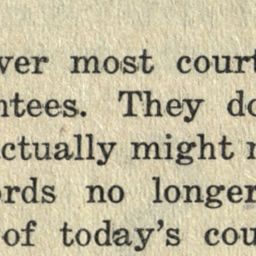 ver most court
ntees. They do
ctually might r
ords no longer
of today's cou